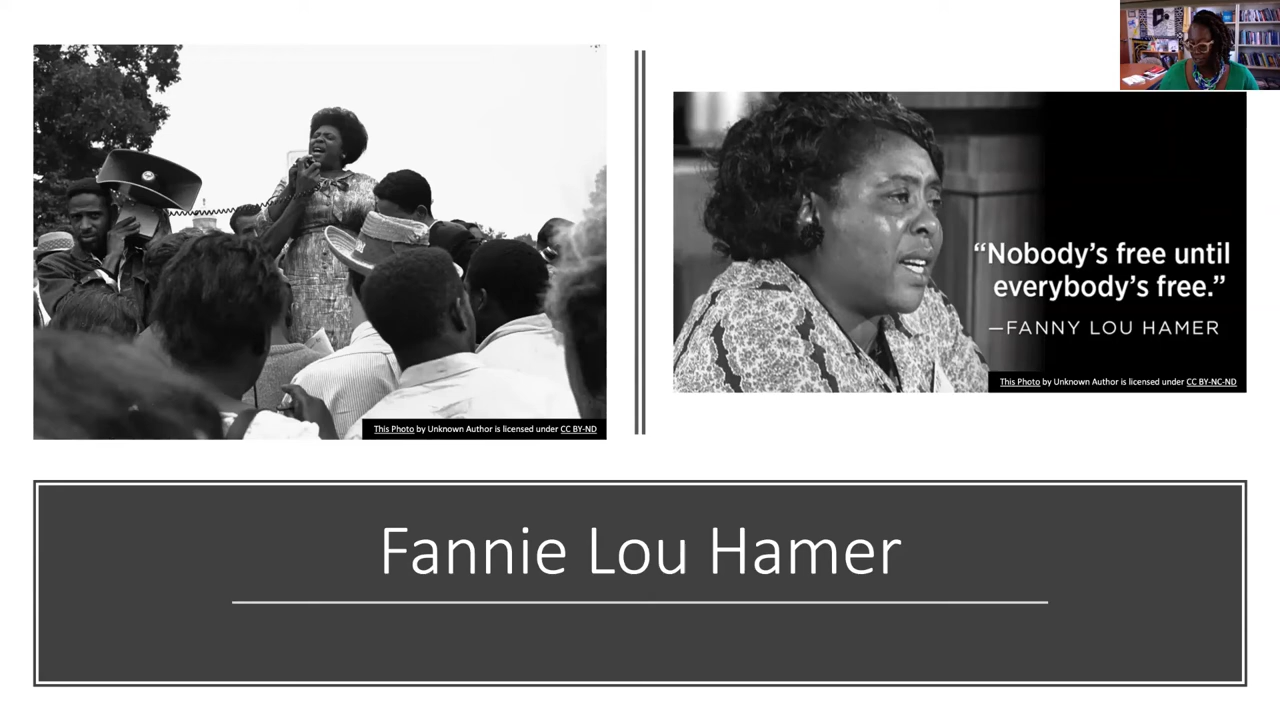 “Nobody’s free until
everybody’s free.”
—FANNY LOU HAMER
This Photo by Unknown Author is licensed under CC BY-NC-ND
This Photo by Unknown Author is licensed under CC BY-ND
Fannie Lou Hamer